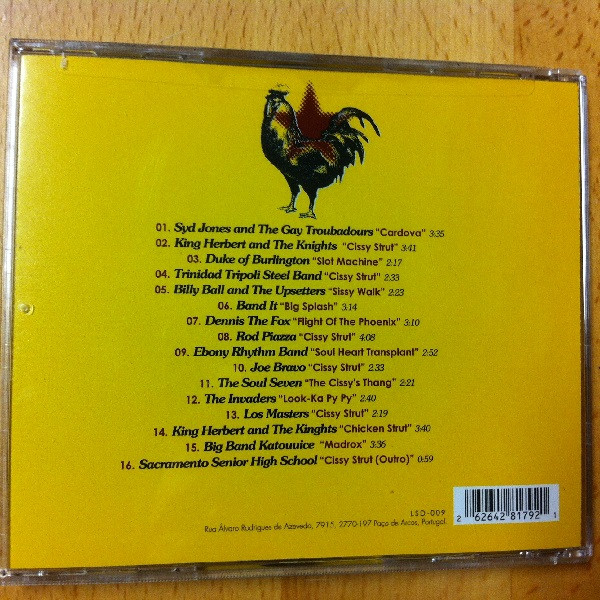 01. Syd Jones and The Gay Troubadours "Cardova" 3:35
02. King Herbert and The Knights "Cissy Strut" 3:41
03. Duke of Burlington "Slot Machine" 2:17
04. Trinidad Tripoli Steel Band "Cissy Strut" 2:33
05. Billy Ball and The Upsetters "Sissy Walk" 2:23
06. Band It "Big Splash" 3:14
07. Dennis The Fox "Flight Of The Phoenix" 3:10
08. Rod Piazza "Cissy Strut" 4:08
09. Ebony Rhythm Band "Soul Heart Transplant" 2:52
10. Joe Bravo "Cissy Strut" 2:33
11. The Soul Seven "The Cissy's Thang" 2:21
12. The Invaders "Look-Ka Py Py" 2:40
13. Los Masters "Cissy Strut" 2:19
14. King Herbert and The Kinghts "Chicken Strut" 3:40
15. Big Band Katouuice "Madrox" 3:36
16. Sacramento Senior High School "Cissy Strut (Outro)" 0:59
LSD-009
Rua Álvaro Rodrigues de Azevedo, 7915, 2770-197 Paço de Arcos, Portugal.
2 62642 81792 1